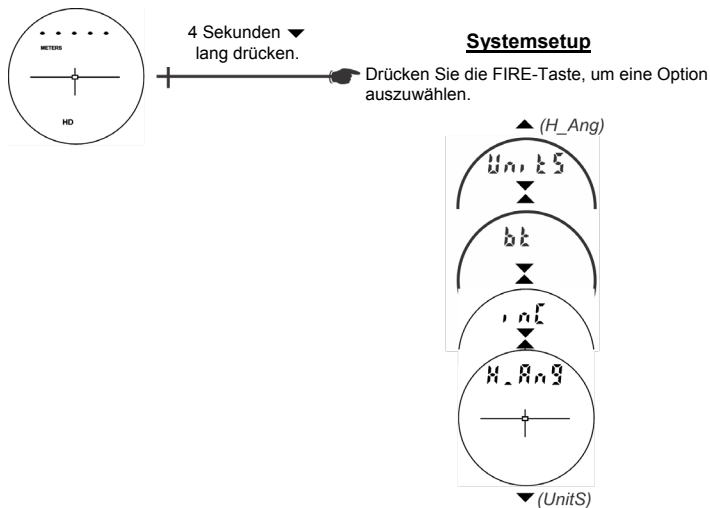 METERS
HD
4 Sekunden ▼
lang drücken.
Systemsetup
Drücken Sie die FIRE-Taste, um eine Option
auszuwählen.
▲ (H_Ang)
UnitS
bt
inC
H_Ang
▼ (UnitS)